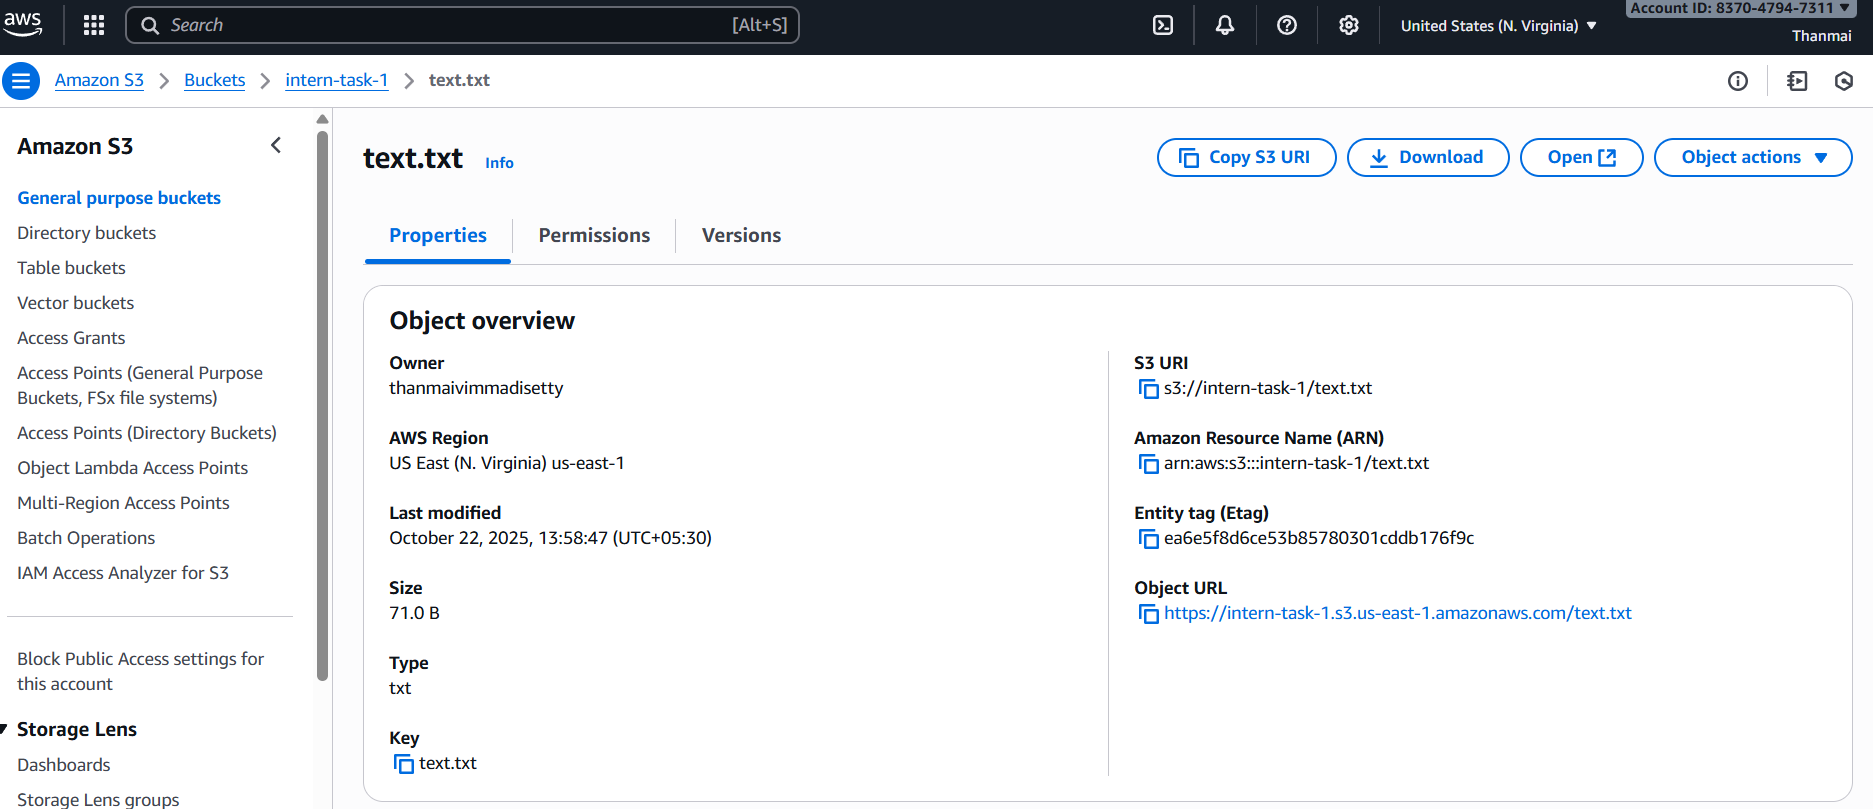 aws
Search
[Alt+S]
United States (N. Virginia)
Account ID: 8370-4794-7311
Thanmai
Amazon S3
Buckets
intern-task-1
text.txt
Amazon S3
General purpose buckets
Directory buckets
Table buckets
Vector buckets
Access Grants
Access Points (General Purpose
Buckets, FSx file systems)
Access Points (Directory Buckets)
Object Lambda Access Points
Multi-Region Access Points
Batch Operations
IAM Access Analyzer for S3
Block Public Access settings for
this account
Storage Lens
Dashboards
Storage Lens groups
text.txt Info
Copy S3 URI
Download
Open
Object actions
Properties
Permissions
Versions
Object overview
Owner
thanmaivimmadisetty
AWS Region
US East (N. Virginia) us-east-1
Last modified
October 22, 2025, 13:58:47 (UTC+05:30)
Size
71.0 B
Type
txt
Key
text.txt
S3 URI
s3://intern-task-1/text.txt
Amazon Resource Name (ARN)
arn:aws:s3:::intern-task-1/text.txt
Entity tag (Etag)
ea6e5f8d6ce53b85780301cddb176f9c
Object URL
https://intern-task-1.s3.us-east-1.amazonaws.com/text.txt